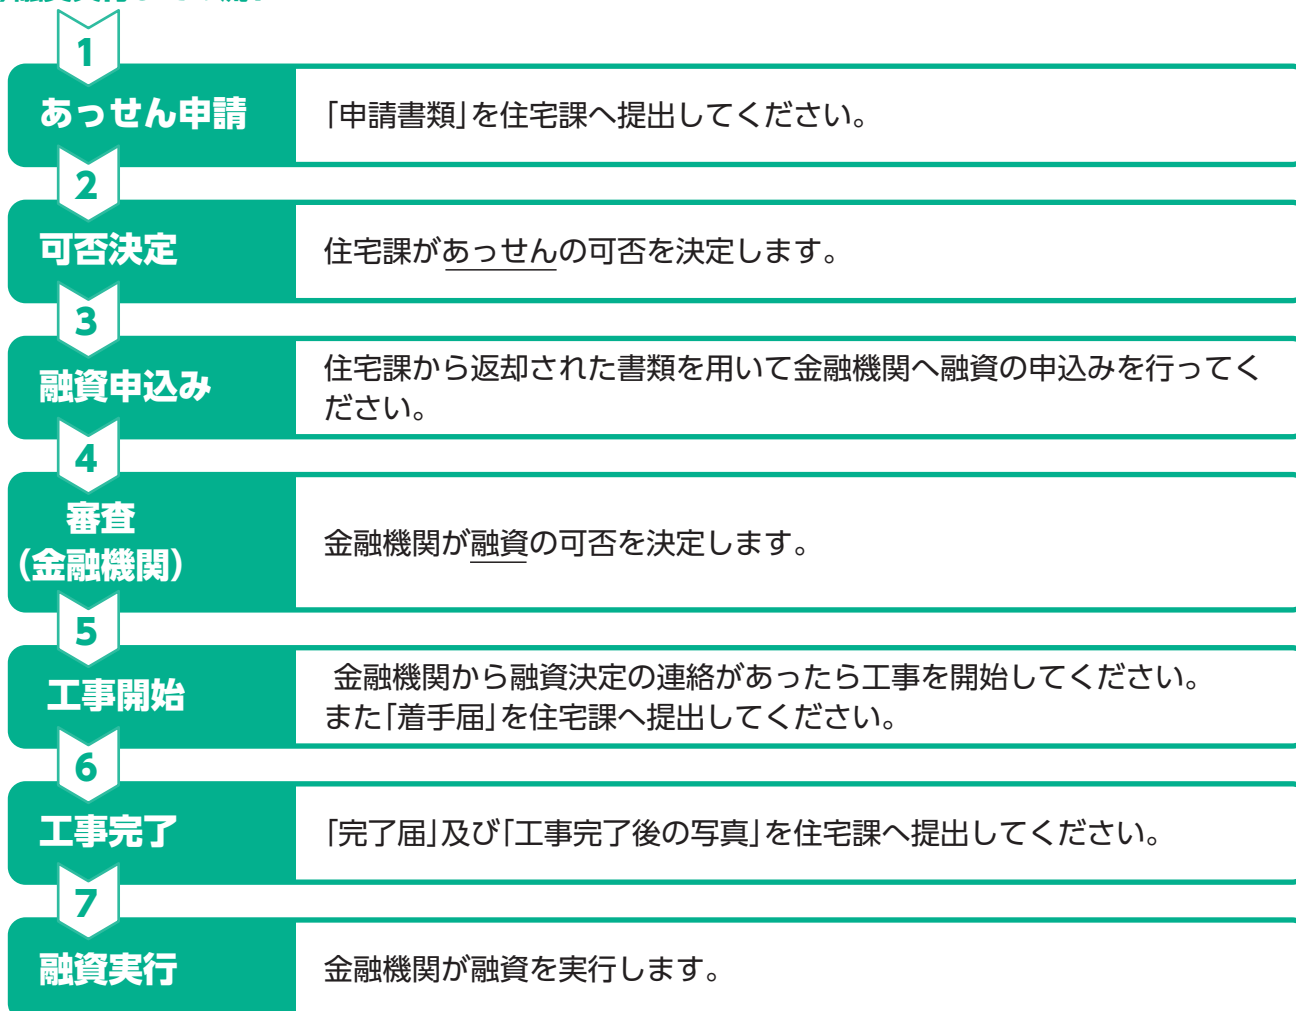 1
あっせん申請
「申請書類」を住宅課へ提出してください。
2
可否決定
住宅課があっせんの可否を決定します。
3
融資申込み
住宅課から返却された書類を用いて金融機関へ融資の申込みを行ってく
ださい。
4
審査
(金融機関)
金融機関が融資の可否を決定します。
5
工事開始
金融機関から融資決定の連絡があったら工事を開始してください。
また「着手届」を住宅課へ提出してください。
6
工事完了
「完了届」及び「工事完了後の写真」を住宅課へ提出してください。
7
融資実行
金融機関が融資を実行します。